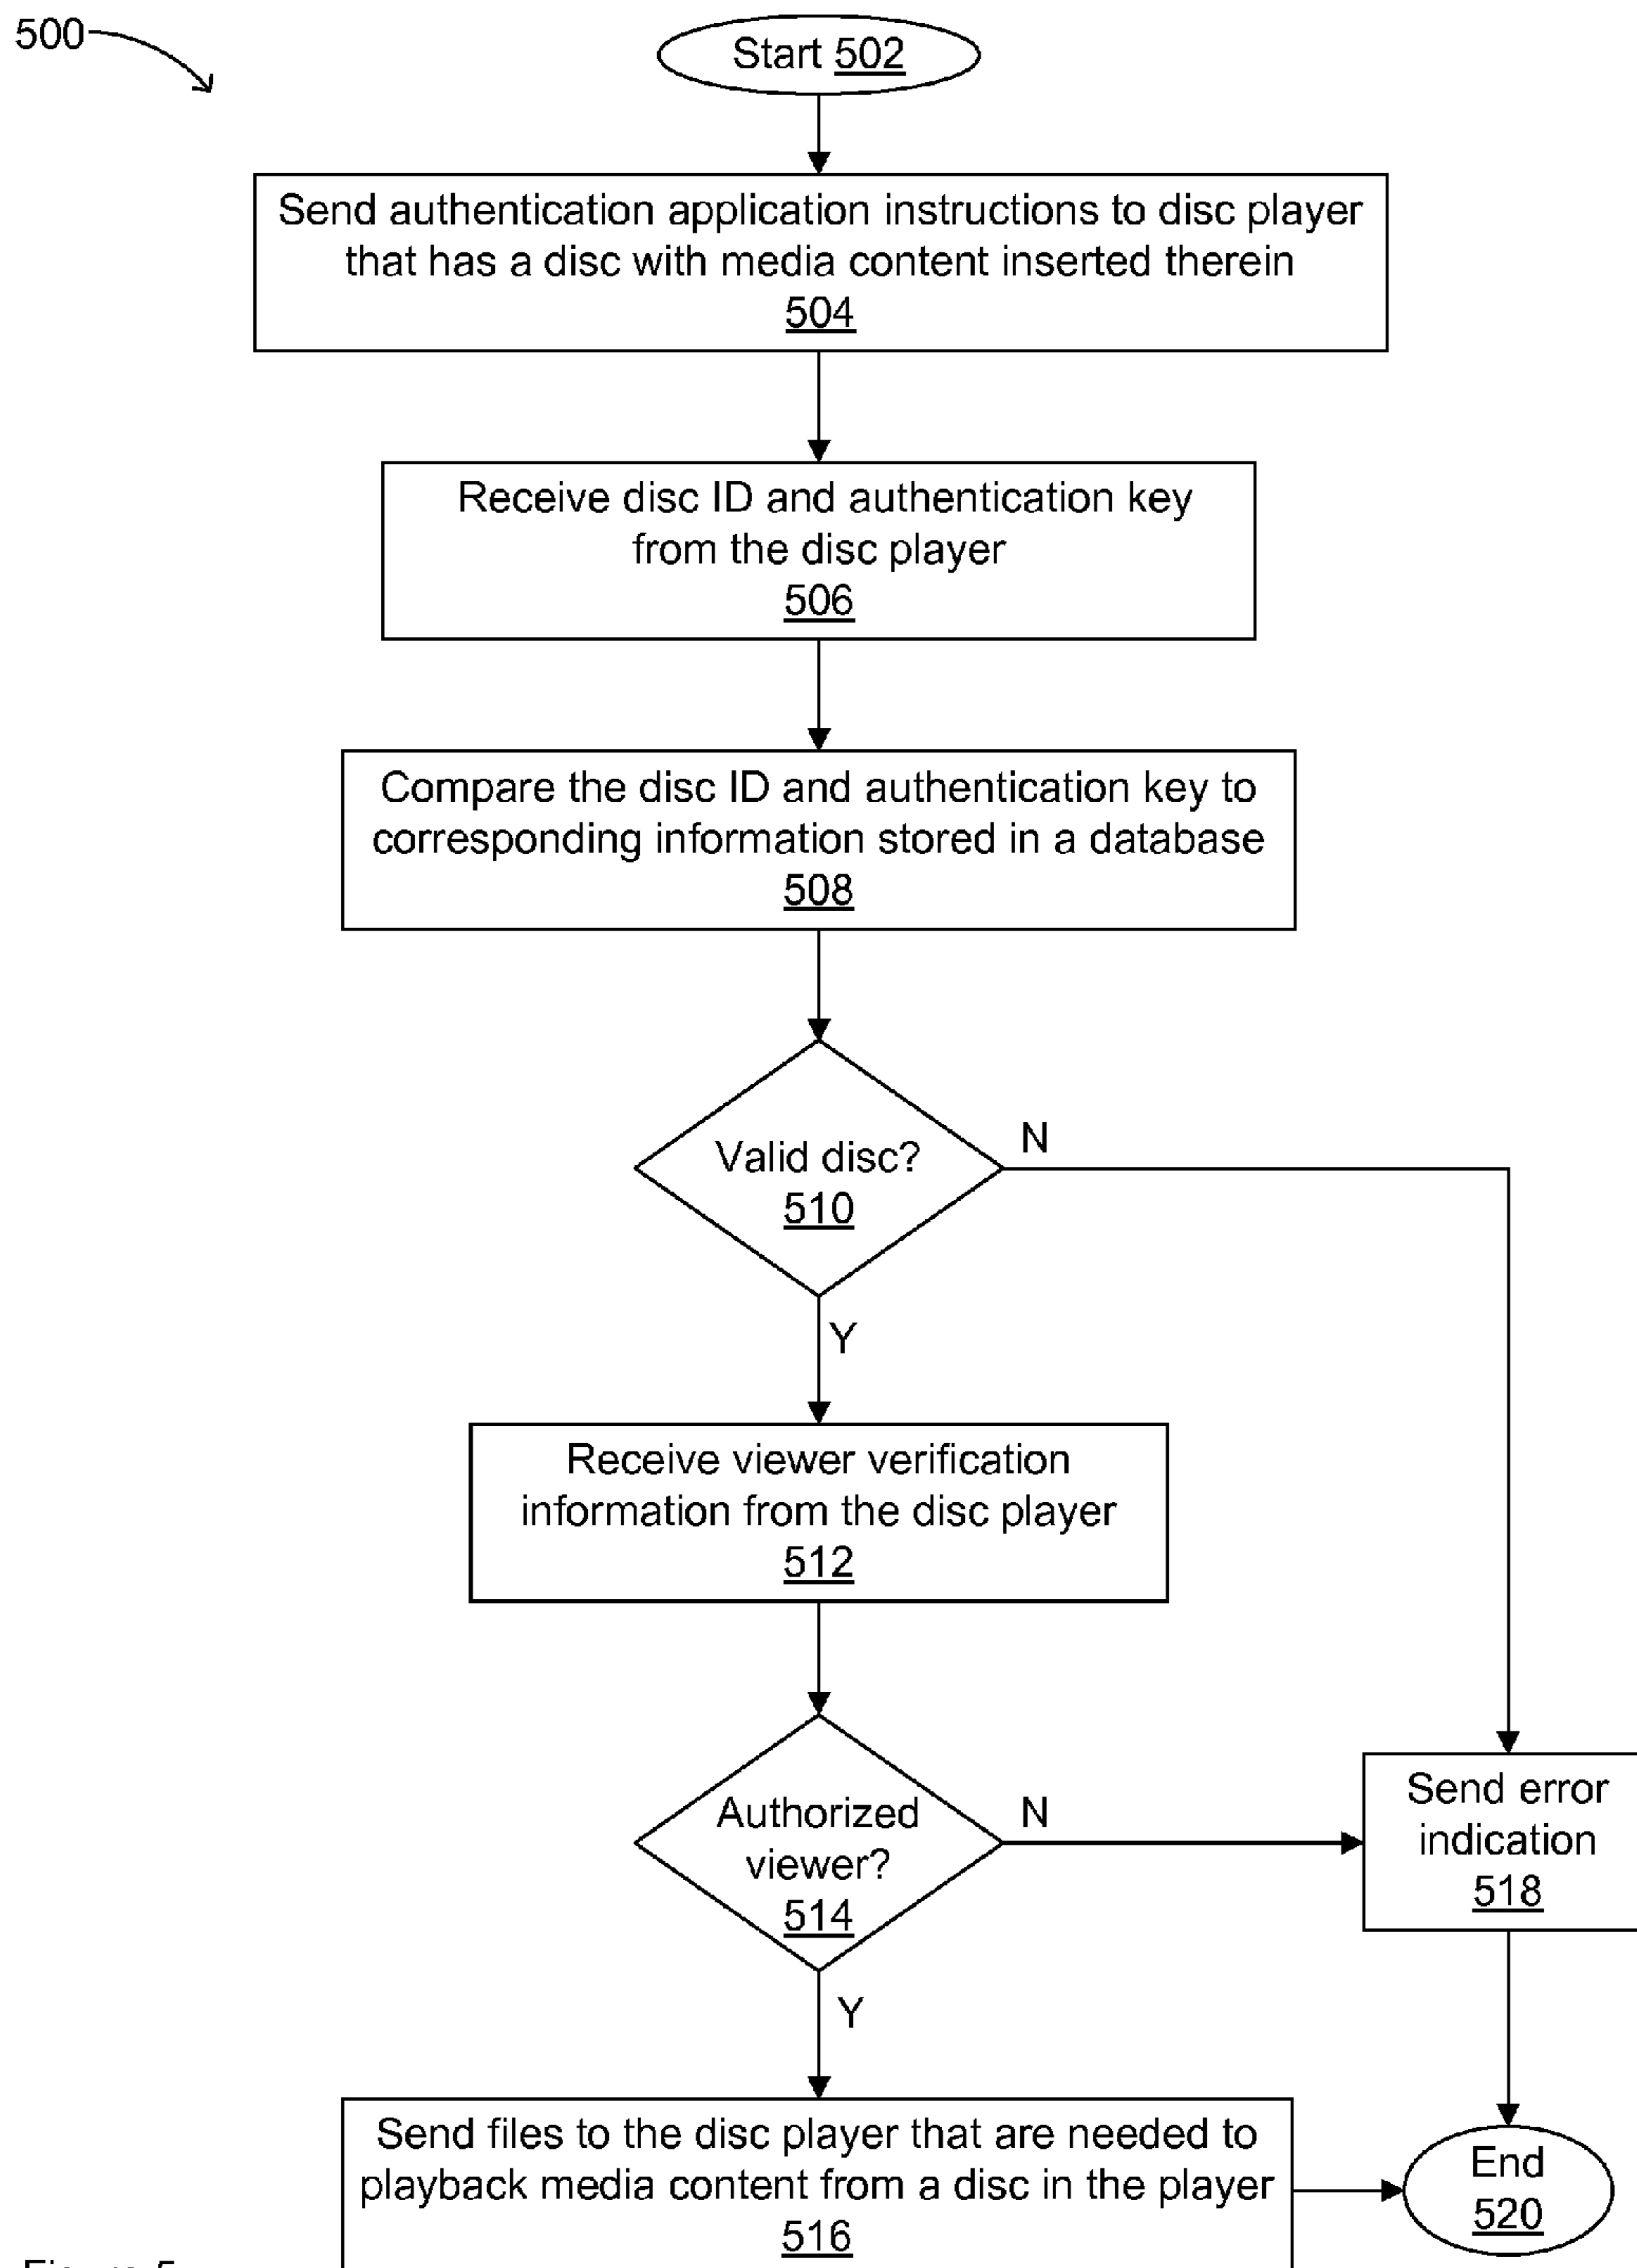 500
Start 502
Send authentication application instructions to disc player
that has a disc with media content inserted therein
504
Receive disc ID and authentication key
from the disc player
506
Compare the disc ID and authentication key to
corresponding information stored in a database
508
Valid disc?
510
N
Y
Receive viewer verification
information from the disc player
512
Authorized
viewer?
514
N
Send error
indication
518
Y
Send files to the disc player that are needed to
playback media content from a disc in the player
516
End
520
Figure 5